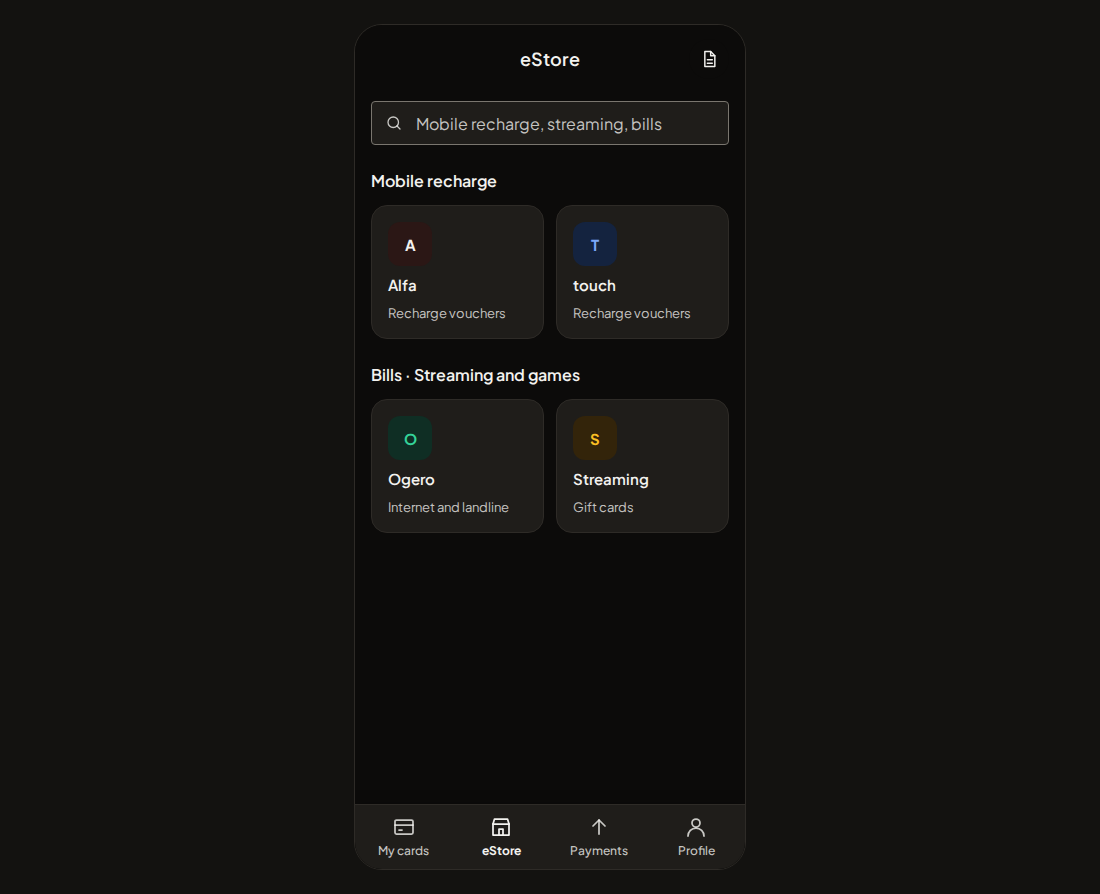 eStore
Mobile recharge, streaming, bills
Mobile recharge
A
Alfa
Recharge vouchers
T
touch
Recharge vouchers
Bills · Streaming and games
O
Ogero
Internet and landline
S
Streaming
Gift cards
My cards
eStore
Payments
Profile